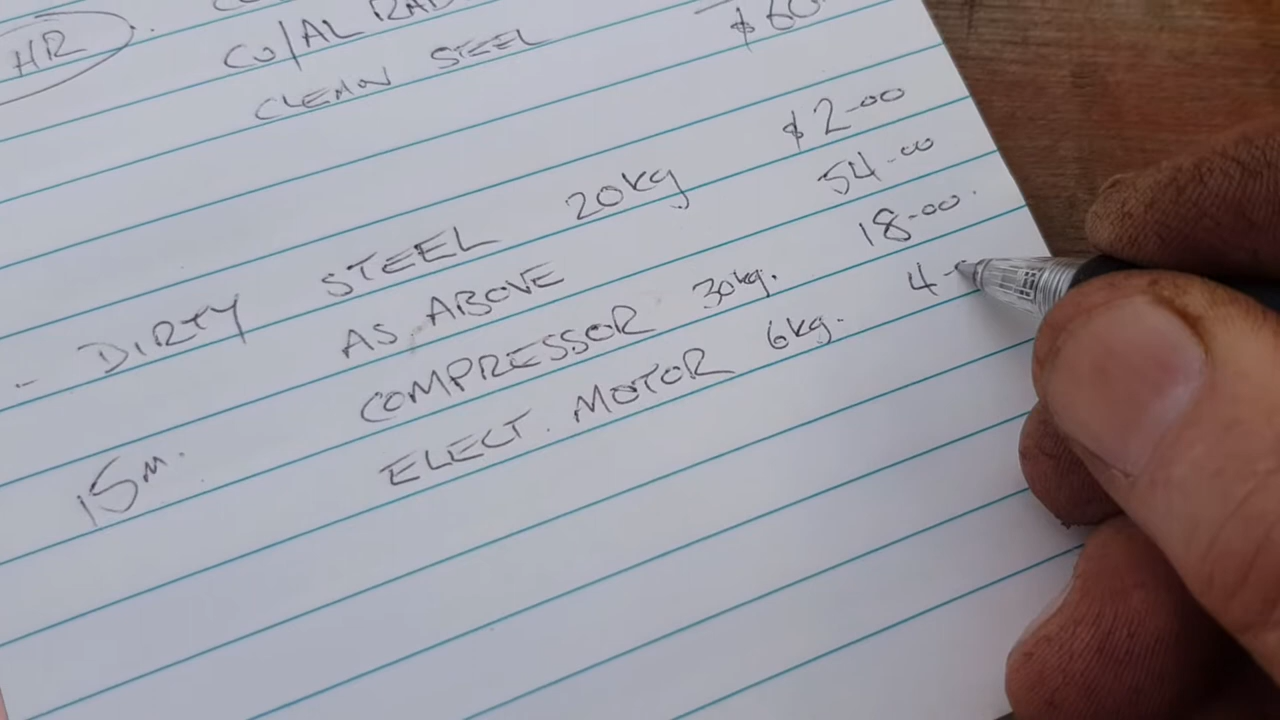 HR
CU/AL RAD
CLEAN STEEL $60.
DIRTY STEEL 20kg $2-00
AS ABOVE 54-00
COMPRESSOR 30kg. 18-00.
15M. ELECT. MOTOR 6kg. 4-